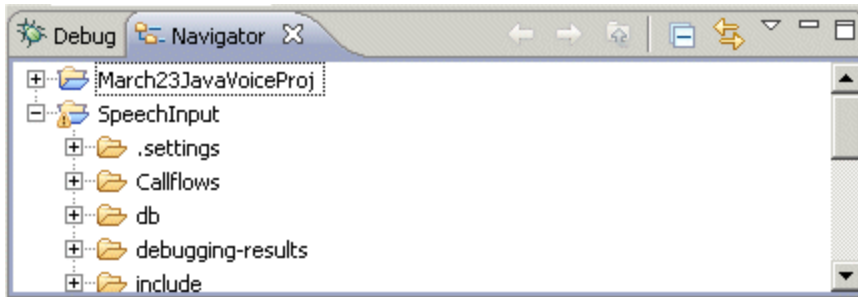 Debug Navigator
March23JavaVoiceProj
SpeechInput
.settings
Callflows
db
debugging-results
include